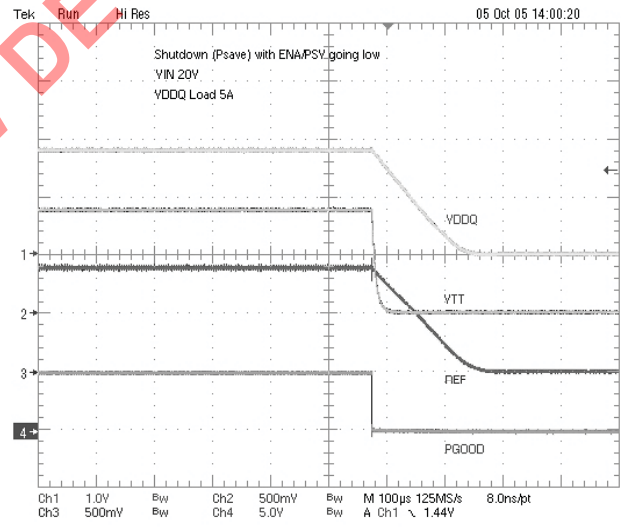 Tek Run Hi Res 05 Oct 05 14:00:20
Shutdown (Psave) with ENA/PSV going low
VIN 20V
VDDQ Load 5A
VDDQ
1
VTT
2
3
REF
4
PGOOD
Ch1 1.0V Bw Ch2 500mV Bw M 100µs 125MS/s 8.0ns/pt
Ch3 500mV Bw Ch4 5.0V Bw A Ch1 \ 1.44V